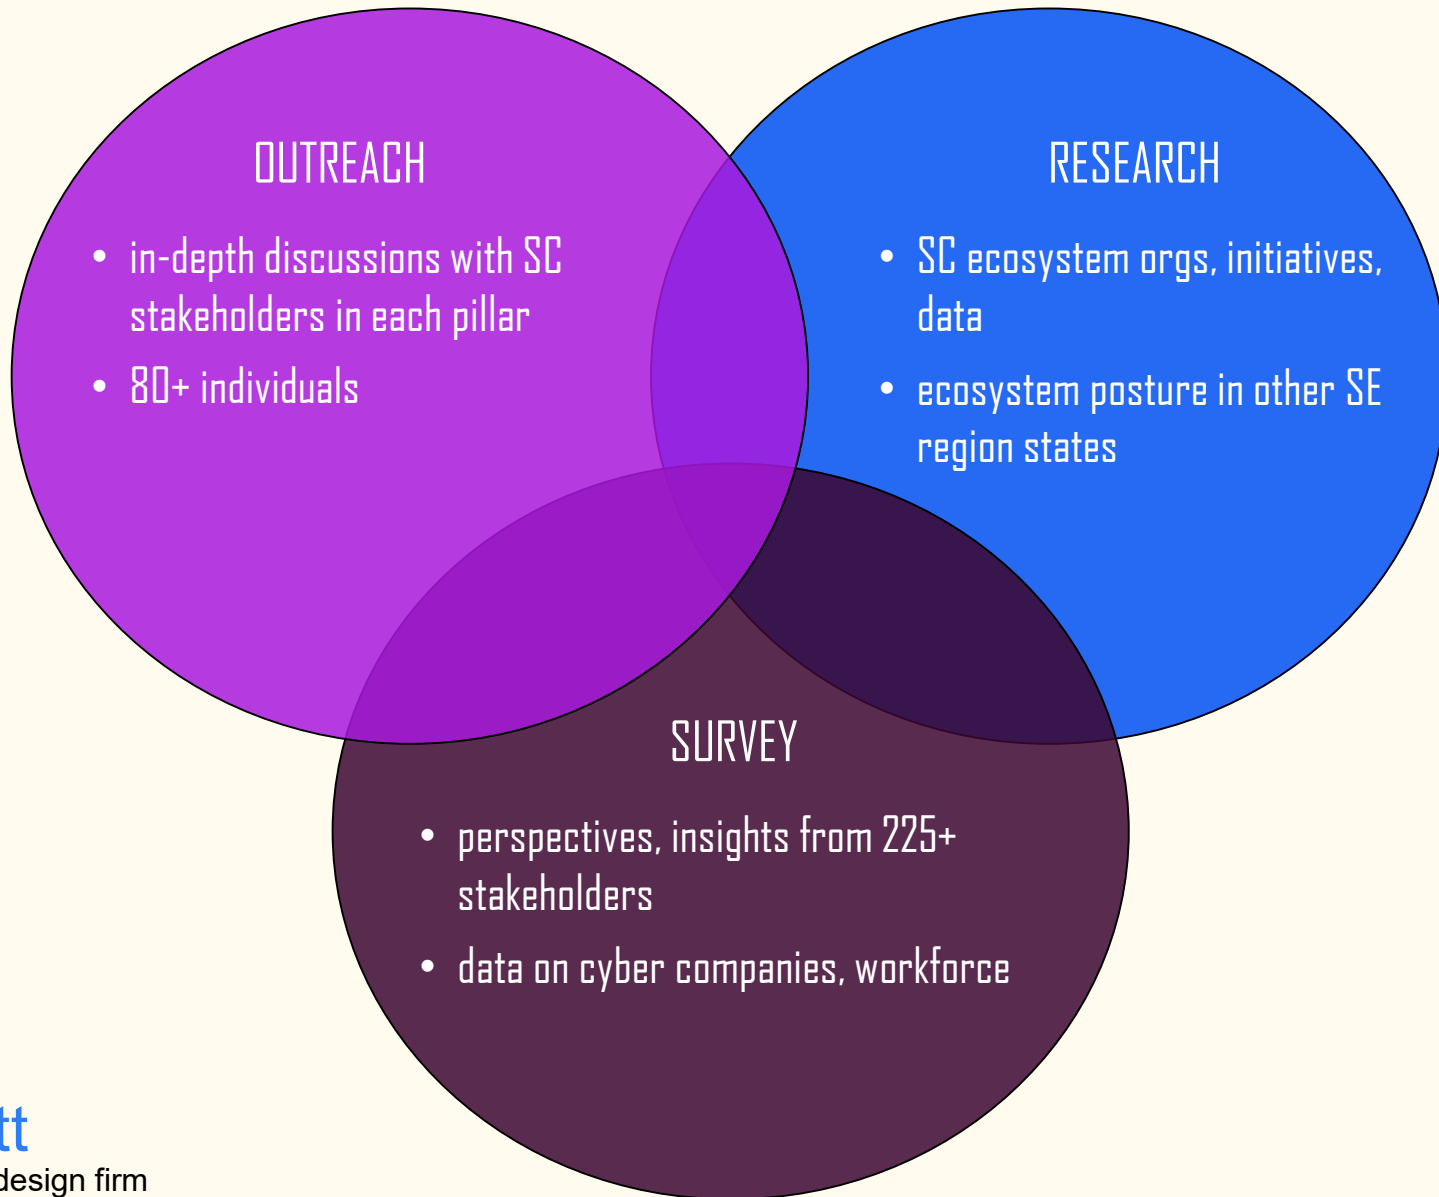 OUTREACH
• in-depth discussions with SC
stakeholders in each pillar
• 80+ individuals
RESEARCH
• SC ecosystem orgs, initiatives,
data
• ecosystem posture in other SE
region states
SURVEY
• perspectives, insights from 225+
stakeholders
• data on cyber companies, workforce
tt
design firm